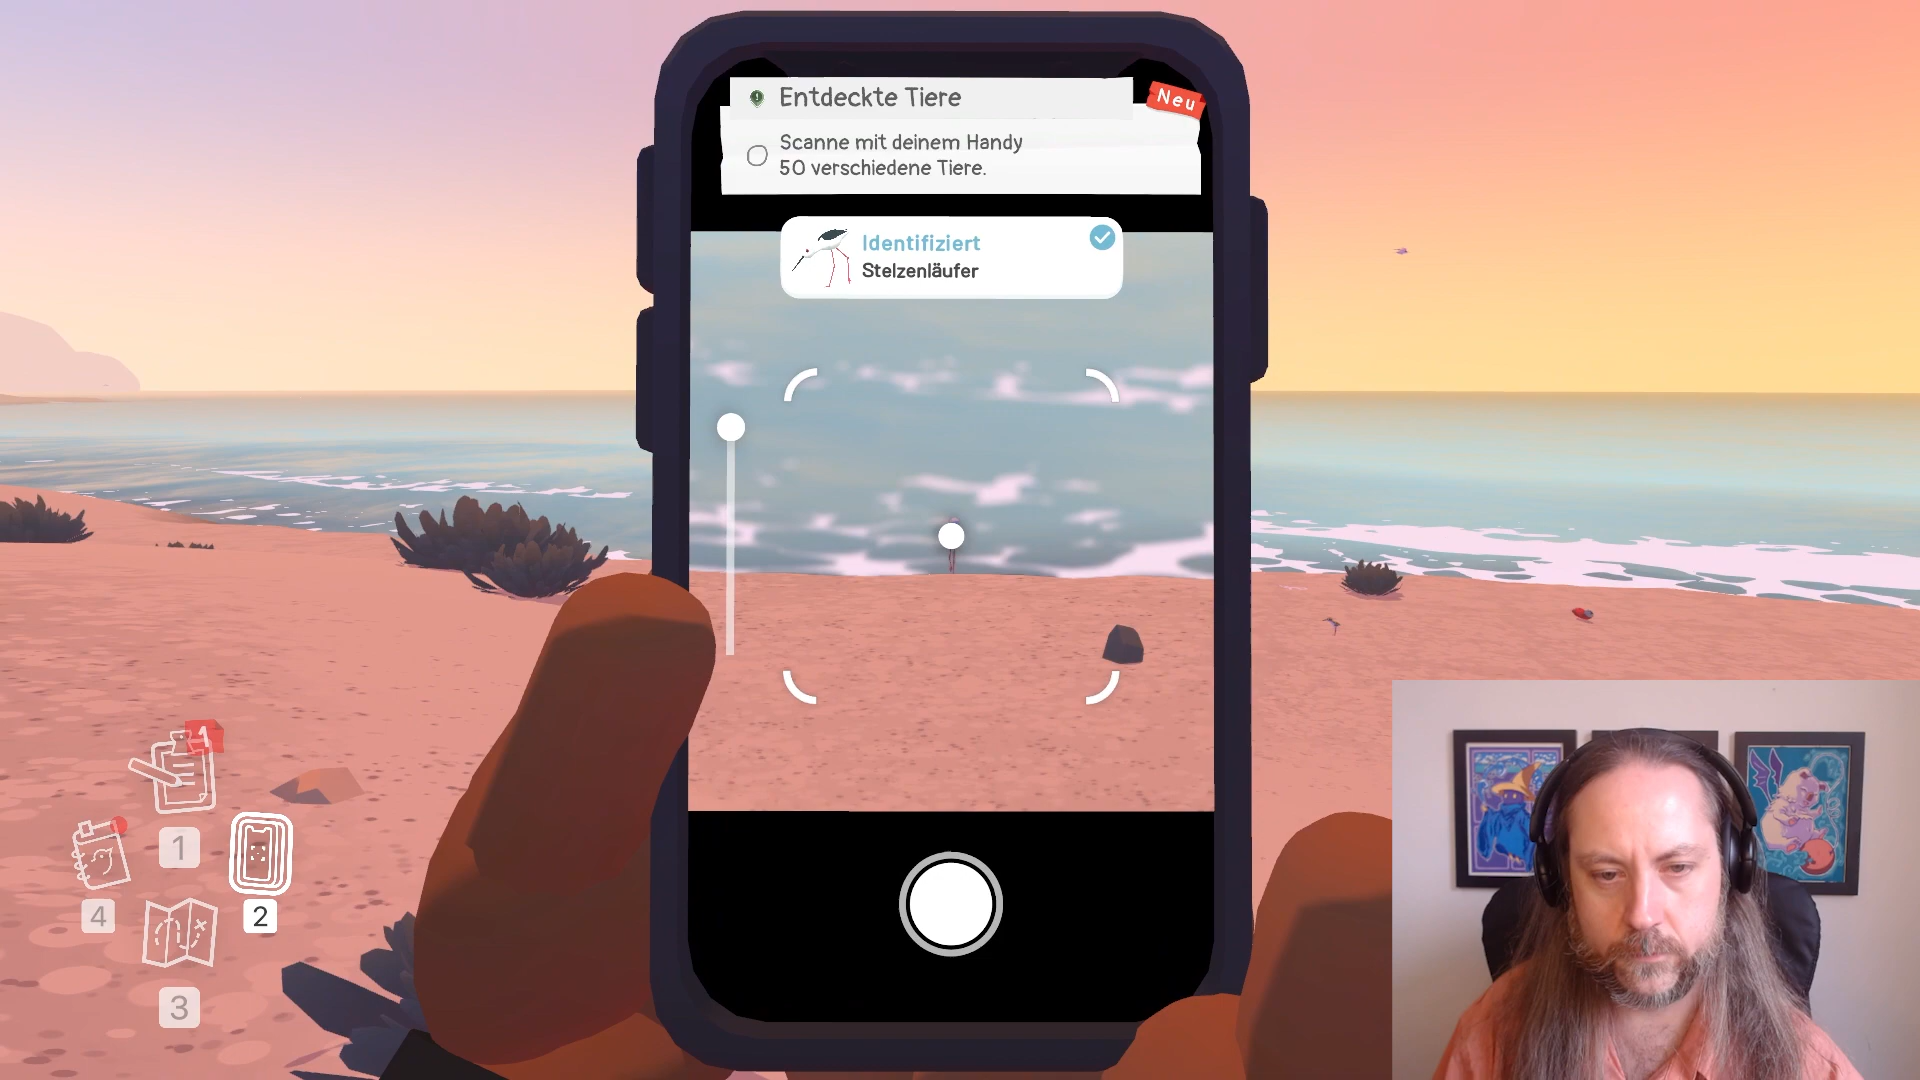 Entdeckte Tiere
Neu
Scanne mit deinem Handy
50 verschiedene Tiere.
Identifiziert
Stelzenläufer
1
1
4
2
3